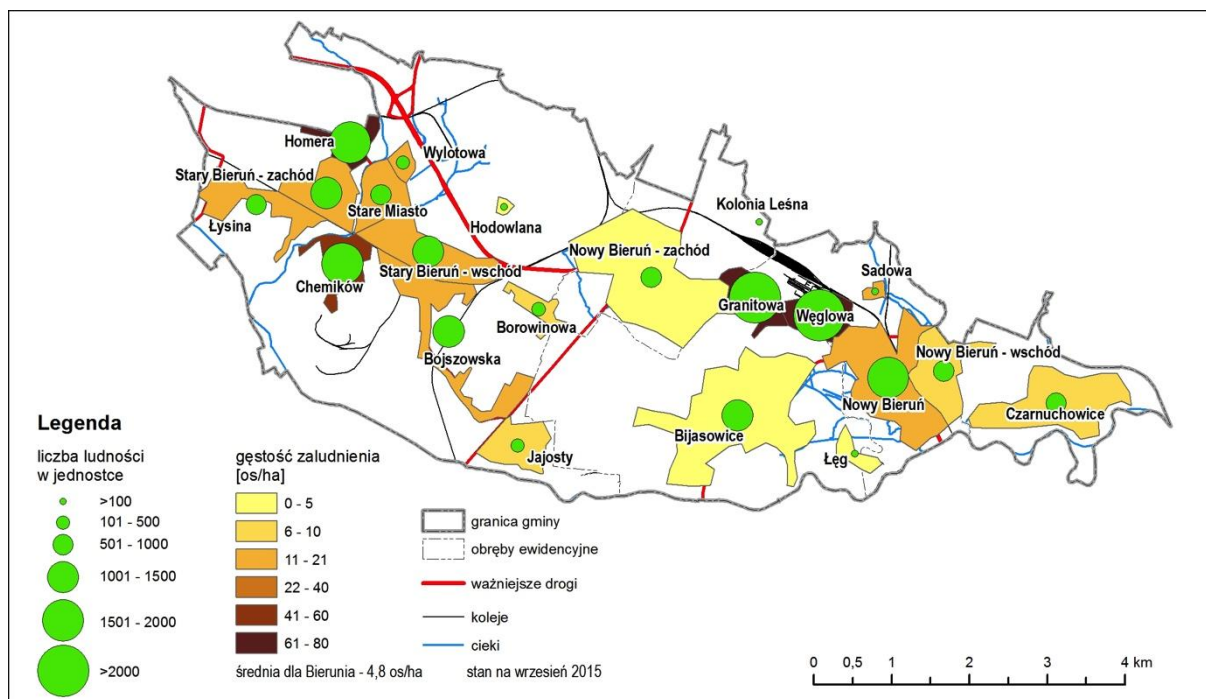 Homera
Wylotowa
Stary Bieruń - zachód
Stare Miasto
Łysina
Hodowlana
Kolonia Leśna
Nowy Bieruń - zachód
Stary Bieruń - wschód
Sadowa
Chemików
Granitowa
Węglowa
Borowinowa
Bojszowska
Nowy Bieruń - wschód
Nowy Bieruń
Czarnuchowice
Bijasowice
Jajosty
Łęg
Legenda
liczba ludności
w jednostce
>100
101 - 500
501 - 1000
1001 - 1500
1501 - 2000
>2000
gęstość zaludnienia
[os/ha]
0 - 5
6 - 10
11 - 21
22 - 40
41 - 60
61 - 80
granica gminy
obręby ewidencyjne
ważniejsze drogi
koleje
cieki
średnia dla Bierunia - 4,8 os/ha
stan na wrzesień 2015
0 0,5 1 2 3 4 km